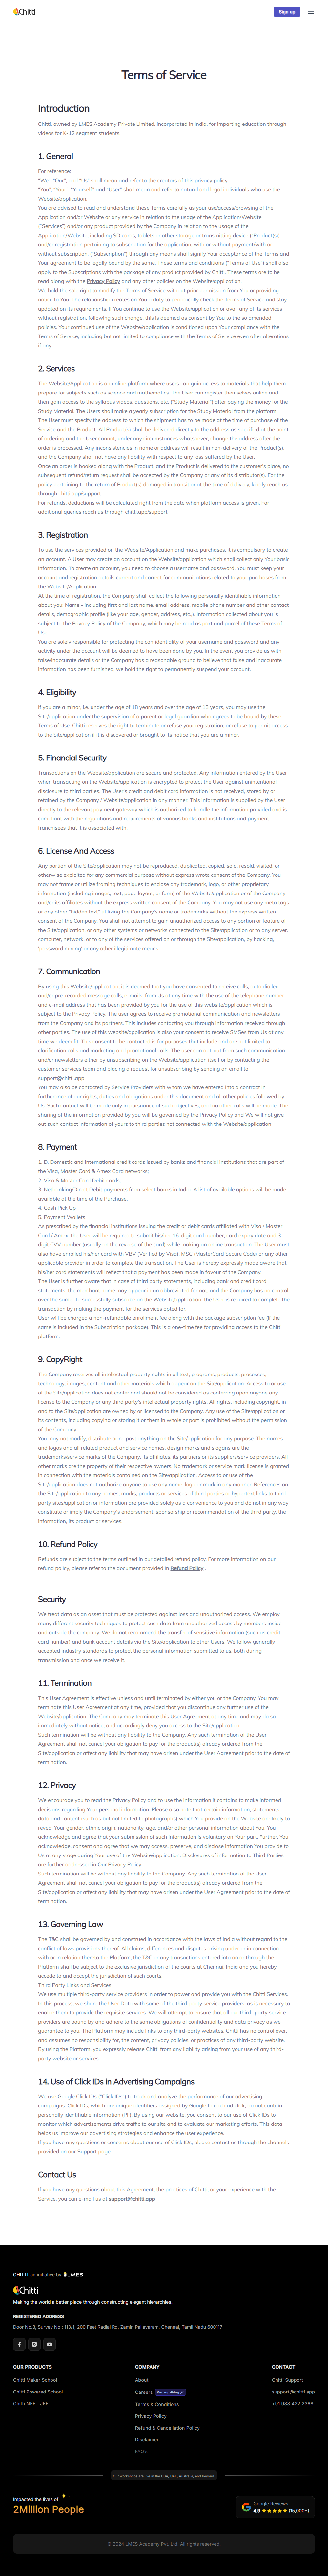 Chitti
Sign up
Terms of Service
Introduction
Chitti, owned by LMES Academy Private Limited, incorporated in India, for imparting education through
videos for K-12 segment students.
1. General
For reference:
"We", "Our", and "Us" shall mean and refer to the creators of this privacy policy.
"You", "Your", "Yourself" and "User" shall mean and refer to natural and legal individuals who use the
Website/application.
You are advised to read and understand these Terms carefully as your use/access/browsing of the
Application and/or Website or any service in relation to the usage of the Application/Website
("Services") and/or any product provided by the Company in relation to the usage of the
Application/Website, including SD cards, tablets or other storage or transmitting device ("Product(s))
and/or registration pertaining to subscription for the application, with or without payment/with or
without subscription, ("Subscription") through any means shall signify Your acceptance of the Terms and
Your agreement to be legally bound by the same. These terms and conditions ("Terms of Use") shall also
apply to the Subscriptions with the package of any product provided by Chitti. These terms are to be
read along with the Privacy Policy and any other policies on the Website/application.
We hold the sole right to modify the Terms of Service without prior permission from You or providing
notice to You. The relationship creates on You a duty to periodically check the Terms of Service and stay
updated on its requirements. If You continue to use the Website/application or avail any of its services
without registration, following such change, this is deemed as consent by You to the so amended
policies. Your continued use of the Website/application is conditioned upon Your compliance with the
Terms of Service, including but not limited to compliance with the Terms of Service even after alterations
if any.
2. Services
The Website/Application is an online platform where users can gain access to materials that help them
prepare for subjects such as science and mathematics. The User can register themselves online and
then gain access to the syllabus videos, questions, etc. ("Study Material") after paying the money for the
Study Material. The Users shall make a yearly subscription for the Study Material from the platform.
The User must specify the address to which the shipment has to be made at the time of purchase of the
Service and the Product. All Product(s) shall be delivered directly to the address as specified at the point
of ordering and the User cannot, under any circumstances whatsoever, change the address after the
order is processed. Any inconsistencies in name or address will result in non-delivery of the Product(s),
and the Company shall not have any liability with respect to any loss suffered by the User.
Once an order is booked along with the Product, and the Product is delivered to the customer's place, no
subsequent refund/return request shall be accepted by the Company or any of its distributor(s). For the
policy pertaining to the return of Product(s) damaged in transit or at the time of delivery, kindly reach us
through chitti.app/support
For refunds, deductions will be calculated right from the date when platform access is given. For
additional queries reach us through chitti.app/support
3. Registration
To use the services provided on the Website/Application and make purchases, it is compulsory to create
an account. A User may create an account on the Website/application which mandatorily Your basic
information. To create an account, you need to choose a username and password. You must keep your
account and registration details current and correct for communications related to your purchases from
the Website/Application.
At the time of registration, the Company shall collect the following personally identifiable information
about you: Name - including first and last name, email address, mobile phone number and other contact
details, demographic profile (like your age, gender, address, etc.,). Information collected about you is
subject to the Privacy Policy of the Company, which may be read as part and parcel of these Terms of
Use.
You are solely responsible for protecting the confidentiality of your username and password and any
activity under the account will be deemed to have been done by you. In the event you provide us with
false/inaccurate details or the Company has a reasonable ground to believe that false and inaccurate
information has been furnished, we hold the right to permanently suspend your account.
4. Eligibility
If you are a minor, i.e. under the age of 18 years and over the age of 13 years, you may use the
Site/application under the supervision of a parent or legal guardian who agrees to be bound by these
Terms of Use. Chitti reserves the right to terminate or refuse your registration, or refuse to permit access
to the Site/application if it is discovered or brought to its notice that you are a minor.
5. Financial Security
Transactions on the Website/application are secure and protected. Any information entered by the User
when transacting on the Website/application is encrypted to protect the User against unintentional
disclosure to third parties. The User's credit and debit card information is not received, stored by or
retained by the Company / Website/application in any manner. This information is supplied by the User
directly to the relevant payment gateway which is authorized to handle the information provided and is
compliant with the regulations and requirements of various banks and institutions and payment
franchises that it is associated with.
6. License And Access
Any portion of the Site/application may not be reproduced, duplicated, copied, sold, resold, visited, or
otherwise exploited for any commercial purpose without express wrote consent of the Company. You
may not frame or utilize framing techniques to enclose any trademark, logo, or other proprietary
information (including images, text, page layout, or form) of the Website/application or of the Company
and/or its affiliates without the express written consent of the Company. You may not use any meta tags
or any other "hidden text" utilizing the Company's name or trademarks without the express written
consent of the Company. You shall not attempt to gain unauthorized access to any portion or feature of
the Site/application, or any other systems or networks connected to the Site/application or to any server,
computer, network, or to any of the services offered on or through the Site/application, by hacking,
'password mining' or any other illegitimate means.
7. Communication
By using this Website/application, it is deemed that you have consented to receive calls, auto dialled
and/or pre-recorded message calls, e-mails, from Us at any time with the use of the telephone number
and e-mail address that has been provided by you for the use of this website/application which is
subject to the Privacy Policy. The user agrees to receive promotional communication and newsletters
from the Company and its partners. This includes contacting you through information received through
other parties. The use of this website/application is also your consent to receive SMSes from Us at any
time we deem fit. This consent to be contacted is for purposes that include and are not limited to
clarification calls and marketing and promotional calls. The user can opt-out from such communication
and/or newsletters either by unsubscribing on the Website/application itself or by contacting the
customer services team and placing a request for unsubscribing by sending an email to
support@chitti.app
You may also be contacted by Service Providers with whom we have entered into a contract in
furtherance of our rights, duties and obligations under this document and all other policies followed by
Us. Such contact will be made only in pursuance of such objectives, and no other calls will be made. The
sharing of the information provided by you will be governed by the Privacy Policy and We will not give
out such contact information of yours to third parties not connected with the Website/application
8. Payment
1. D. Domestic and international credit cards issued by banks and financial institutions that are part of
the Visa, Master Card & Amex Card networks;
2. Visa & Master Card Debit cards;
3. Netbanking/Direct Debit payments from select banks in India. A list of available options will be made
available at the time of the Purchase.
4. Cash Pick Up
5. Payment Wallets
As prescribed by the financial institutions issuing the credit or debit cards affiliated with Visa / Master
Card / Amex, the User will be required to submit his/her 16-digit card number, card expiry date and 3-
digit CVV number (usually on the reverse of the card) while making an online transaction. The User must
also have enrolled his/her card with VBV (Verified by Visa), MSC (MasterCard Secure Code) or any other
applicable provider in order to complete the transaction. The User is hereby expressly made aware that
his/her card statements will reflect that a payment has been made in favour of the Company.
The User is further aware that in case of third party statements, including bank and credit card
statements, the merchant name may appear in an abbreviated format, and the Company has no control
over the same. To successfully subscribe on the Website/application, the User is required to complete the
transaction by making the payment for the services opted for.
User will be charged a non-refundable enrollment fee along with the package subscription fee (if the
same is included in the Subscription package). This is a one-time fee for providing access to the Chitti
platform.
9. CopyRight
The Company reserves all intellectual property rights in all text, programs, products, processes,
technology, images, content and other materials which appear on the Site/application. Access to or use
of the Site/application does not confer and should not be considered as conferring upon anyone any
license to the Company or any third party's intellectual property rights. All rights, including copyright, in
and to the Site/application are owned by or licensed to the Company. Any use of the Site/application or
its contents, including copying or storing it or them in whole or part is prohibited without the permission
of the Company.
You may not modify, distribute or re-post anything on the Site/application for any purpose. The names
and logos and all related product and service names, design marks and slogans are the
trademarks/service marks of the Company, its affiliates, its partners or its suppliers/service providers. All
other marks are the property of their respective owners. No trademark or service mark license is granted
in connection with the materials contained on the Site/application. Access to or use of the
Site/application does not authorize anyone to use any name, logo or mark in any manner. References on
the Site/application to any names, marks, products or services of third parties or hypertext links to third
party sites/application or information are provided solely as a convenience to you and do not in any way
constitute or imply the Company's endorsement, sponsorship or recommendation of the third party, the
information, its product or services.
10. Refund Policy
Refunds are subject to the terms outlined in our detailed refund policy. For more information on our
refund policy, please refer to the document provided in Refund Policy
Security
We treat data as an asset that must be protected against loss and unauthorized access. We employ
many different security techniques to protect such data from unauthorized access by members inside
and outside the company. We do not recommend the transfer of sensitive information (such as credit
card number) and bank account details via the Site/application to other Users. We follow generally
accepted industry standards to protect the personal information submitted to us, both during
transmission and once we receive it.
11. Termination
This User Agreement is effective unless and until terminated by either you or the Company. You may
terminate this User Agreement at any time, provided that you discontinue any further use of the
Website/application. The Company may terminate this User Agreement at any time and may do so
immediately without notice, and accordingly deny you access to the Site/application.
Such termination will be without any liability to the Company. Any such termination of the User
Agreement shall not cancel your obligation to pay for the product(s) already ordered from the
Site/application or affect any liability that may have arisen under the User Agreement prior to the date of
termination.
12. Privacy
We encourage you to read the Privacy Policy and to use the information it contains to make informed
decisions regarding Your personal information. Please also note that certain information, statements,
data and content (such as but not limited to photographs) which You provide on the Website are likely to
reveal Your gender, ethnic origin, nationality, age, and/or other personal information about You. You
acknowledge and agree that your submission of such information is voluntary on Your part. Further, You
acknowledge, consent and agree that we may access, preserve, and disclose information You provide to
Us at any stage during Your use of the Website/application. Disclosures of information to Third Parties
are further addressed in Our Privacy Policy.
Such termination will be without any liability to the Company. Any such termination of the User
Agreement shall not cancel your obligation to pay for the product(s) already ordered from the
Site/application or affect any liability that may have arisen under the User Agreement prior to the date of
termination.
13. Governing Law
The T&C shall be governed by and construed in accordance with the laws of India without regard to the
conflict of laws provisions thereof. All claims, differences and disputes arising under or in connection
with or in relation thereto the Platform, the T&C or any transactions entered into on or through the
Platform shall be subject to the exclusive jurisdiction of the courts at Chennai, India and you hereby
accede to and accept the jurisdiction of such courts.
Third Party Links and Services
We use multiple third-party service providers in order to power and provide you with the Chitti Services.
In this process, we share the User Data with some of the third-party service providers, as is necessary to
enable them to provide the requisite services. We will attempt to ensure that all our third- party service
providers are bound by and adhere to the same obligations of confidentiality and data privacy as we
have. The Platform may include links to any third-party websites. Chitti has no control over,
and assumes no responsibility for, the content, privacy policies, or practices of any third-party website.
By using the Platform, you expressly release Chitti from any liability arising from your use of any third-
party website or services.
14. Use of Click IDs in Advertising Campaigns
We use Google Click IDs ("Click IDs") to track and analyze the performance of our advertising
campaigns. Click IDs, which are unique identifiers assigned by Google to each ad click, do not contain
personally identifiable information (PII). By using our website, you consent to our use of Click IDs to
monitor which advertisements drive traffic to our site and to evaluate our marketing efforts. This data
helps us improve our advertising strategies and enhance the user experience.
If you have any questions or concerns about our use of Click IDs, please contact us through the channels
provided on our Support page.
Contact Us
If you have any questions about this Agreement, the practices of Chitti, or your experience with the
Service, you can e-mail us at support@chitti.app
CHITTI an initiative by LMES
Chitti
Making the world a better place through constructing elegant hierarchies.
REGISTERED ADDRESS
Door No.3, Survey No : 113/1, 200 Feet Radial Rd, Zamin Pallavaram, Chennai, Tamil Nadu 600117
OUR PRODUCTS
Chitti Maker School
Chitti Powered School
Chitti NEET JEE
COMPANY
About
Careers We are Hiring
Terms & Conditions
Privacy Policy
Refund & Cancellation Policy
Disclaimer
FAQ's
CONTACT
Chitti Support
support@chitti.app
+91 988 422 2368
Our workshops are live in the USA, UAE, Australia, and beyond.
Impacted the lives of
2Million People
Google Reviews
4.9 (15,000+)
© 2024 LMES Academy Pvt. Ltd. All rights reserved.